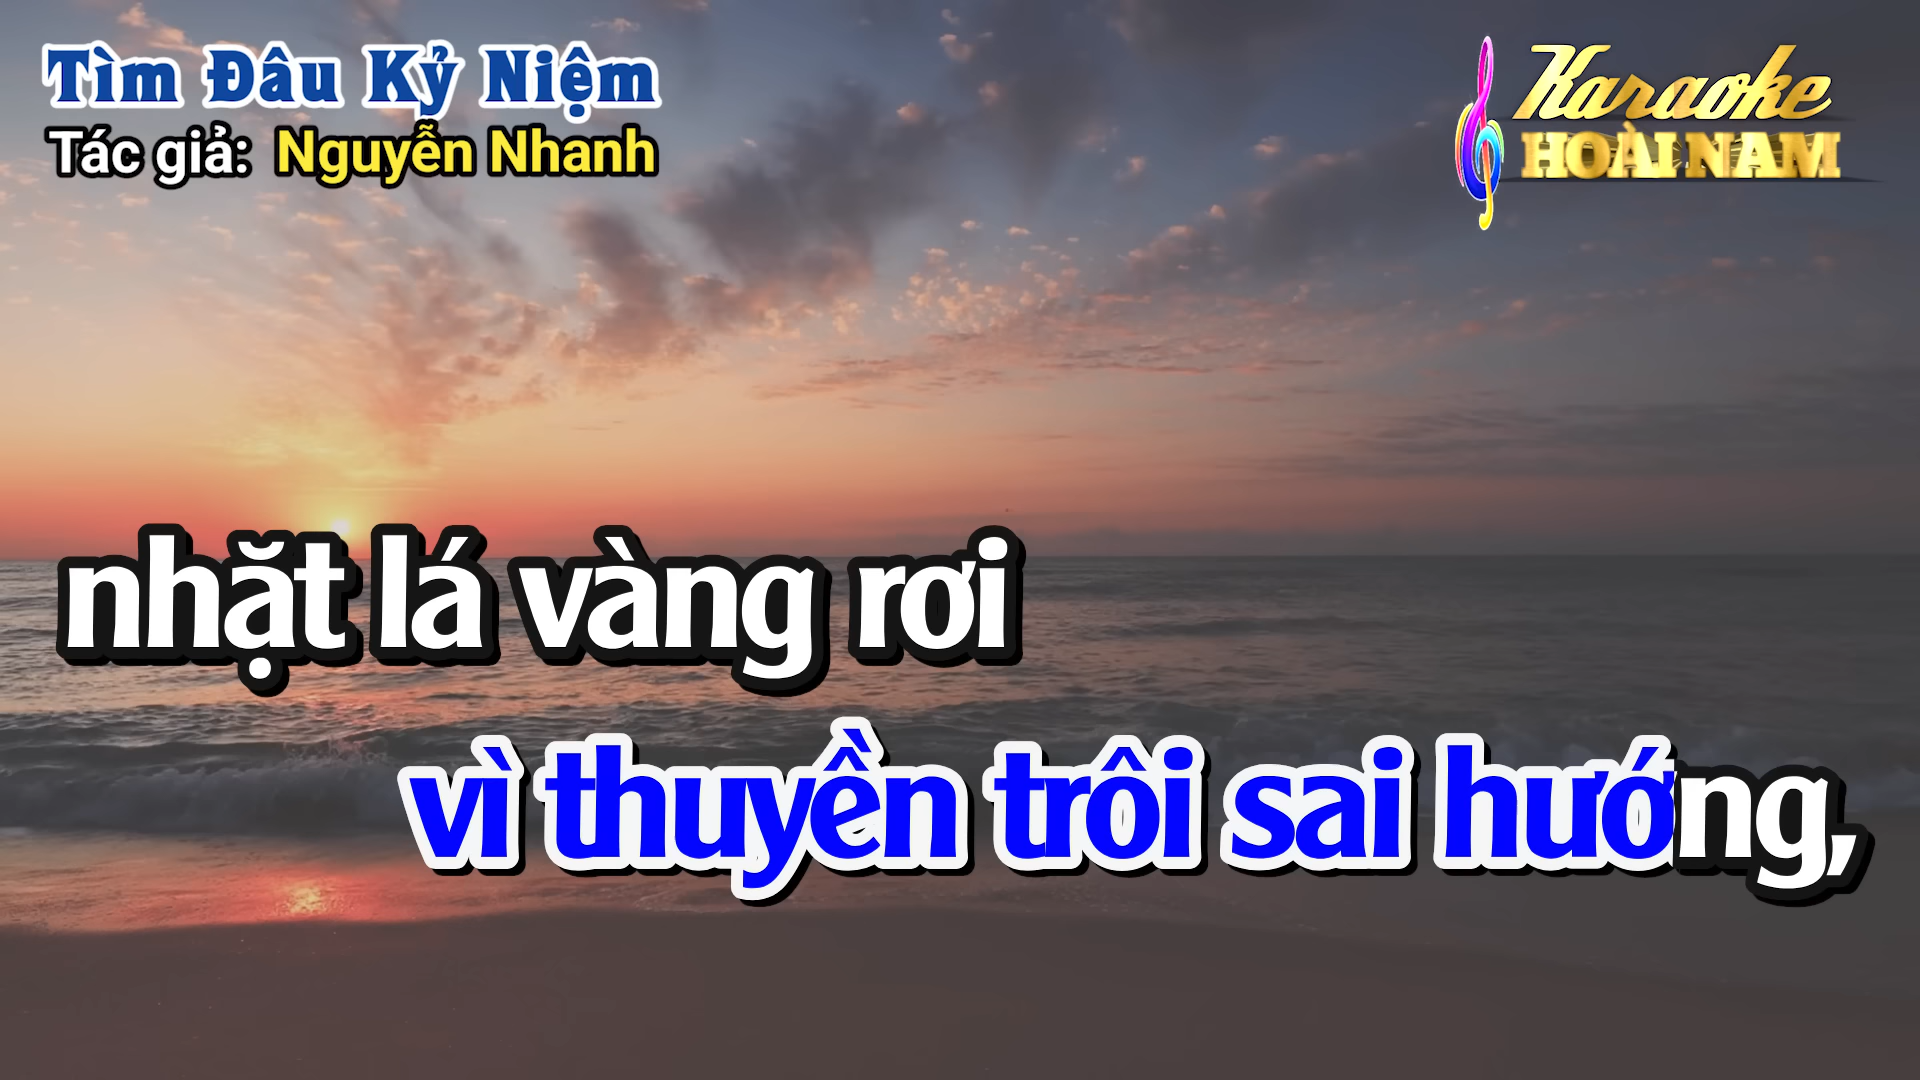 Tìm Đâu Kỷ Niệm
Tác giả: Nguyễn Nhanh
Karaoke
HOÀI NAM
nhặt lá vàng rơi
vì thuyền trôi sai hướng,